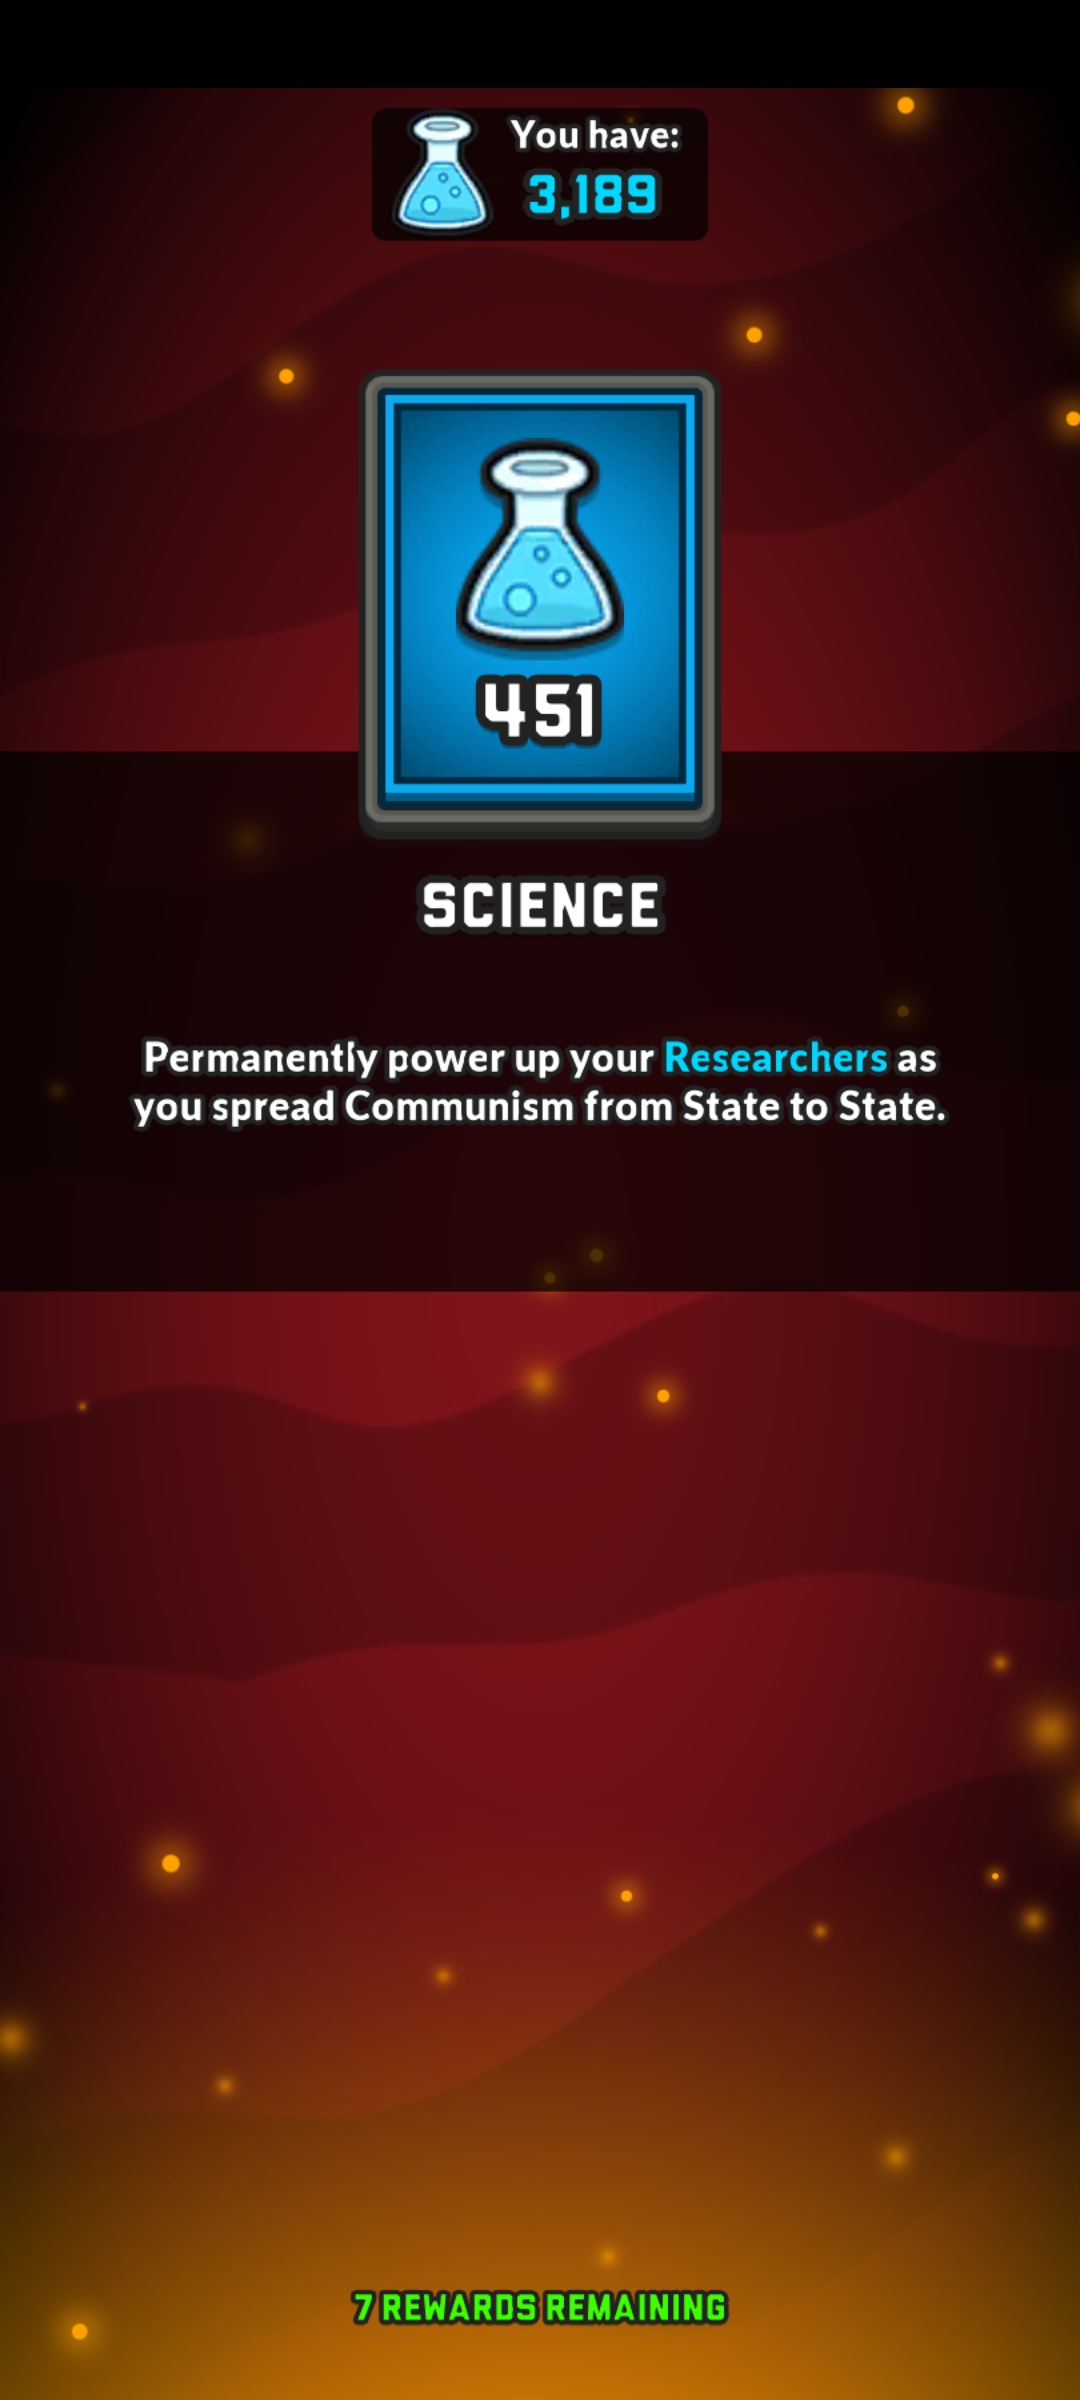 You have:
3,189
451
SCIENCE
Permanently power up your Researchers as
you spread Communism from State to State.
7 REWARDS REMAINING